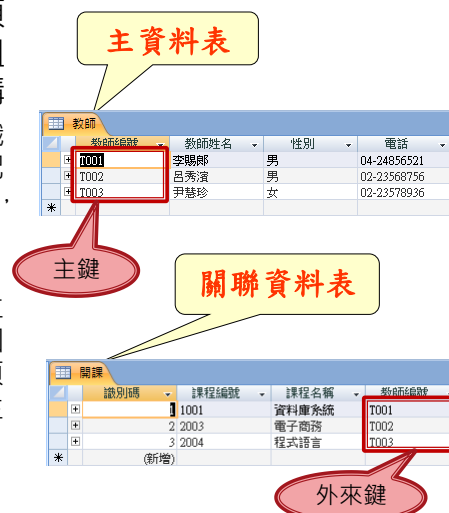 主資料表
教師
教師編號 教師姓名 性別 電話
T001 李賜郎 男 04-24856521
T002 呂秀濱 男 02-23568756
T003 尹慧珍 女 02-23578936
主鍵
關聯資料表
開課
識別碼 課程編號 課程名稱 教師編號
1 1001 資料庫系統 T001
2 2003 電子商務 T002
3 2004 程式語言 T003
(新增)
外來鍵